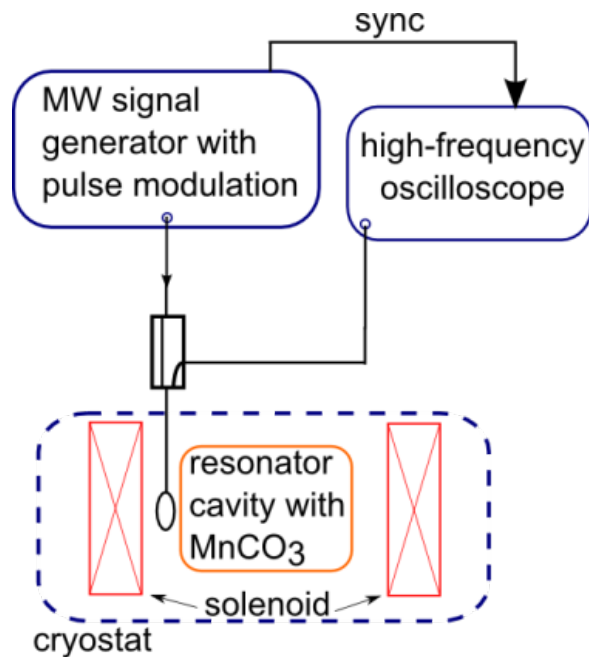 sync
MW signal
generator with
pulse modulation
high-frequency
oscilloscope
resonator
cavity with
MnCO3
solenoid
cryostat